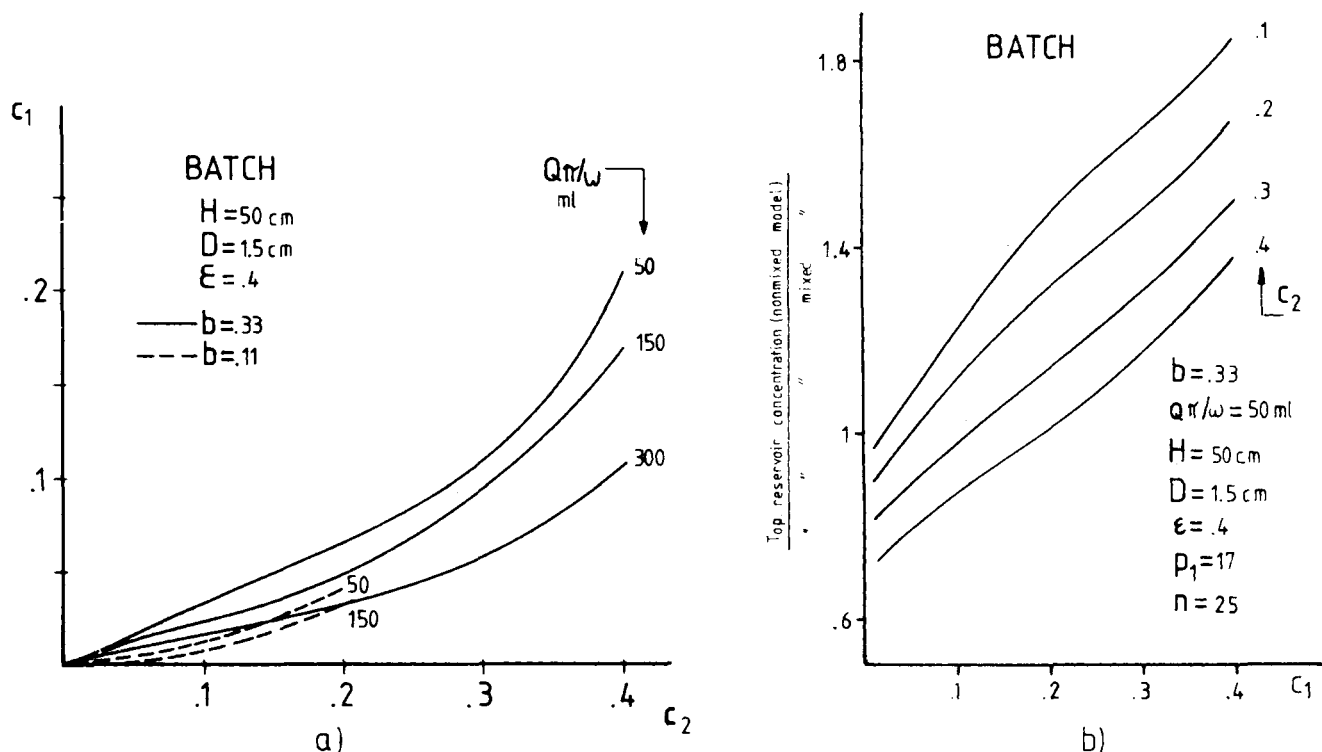 c₁
BATCH
H = 50 cm
D = 1.5 cm
ε = .4
b = .33
b = .11
Qπ/ω
ml
50
150
300
50
150
.2
.1
.1
.2
.3
.4
c₂
a)
BATCH
1.8
1.4
1
.6
Top reservoir concentration (nonmixed model)
" " " mixed "
.1
.2
.3
.4
c₂
b = .33
Qπ/ω = 50 ml
H = 50 cm
D = 1.5 cm
ε = .4
p₁ = 17
n = 25
.1
.2
.3
.4
c₁
b)